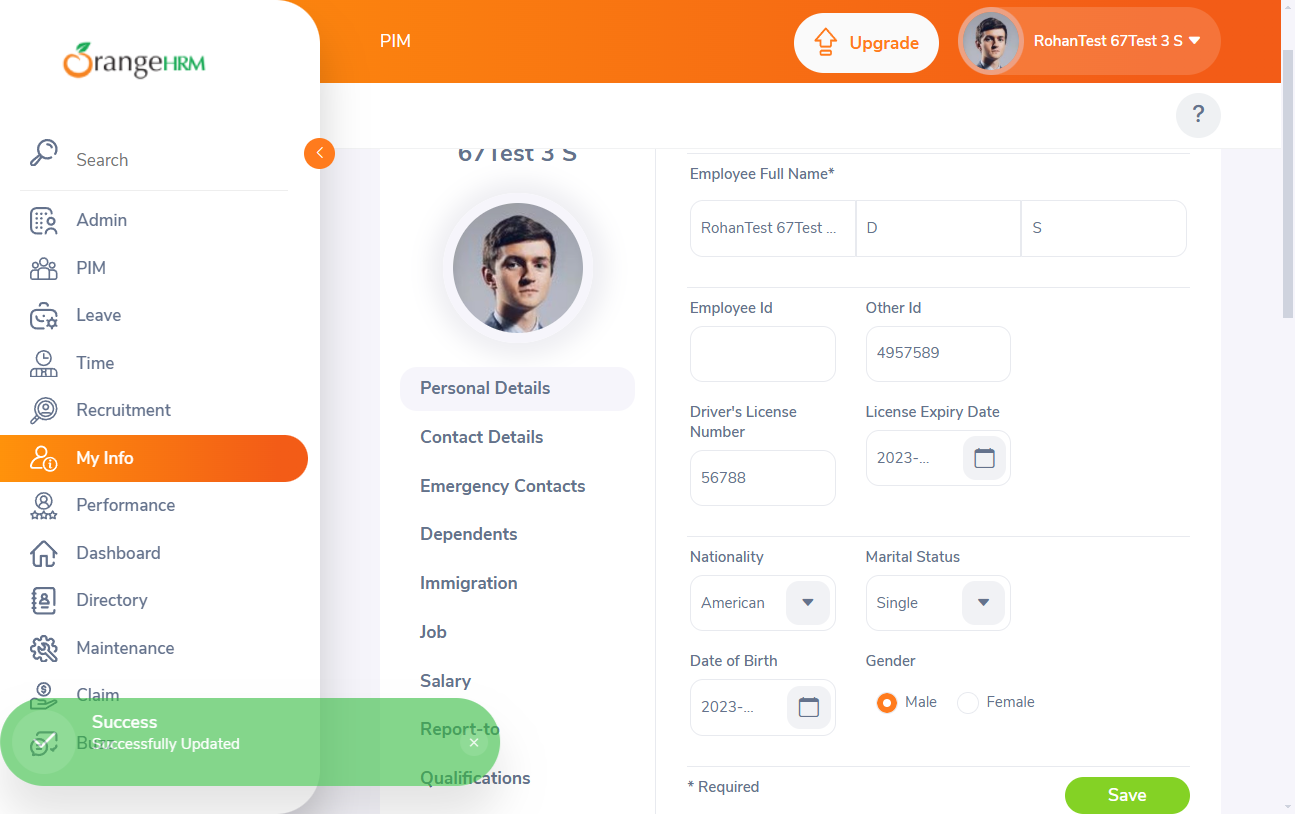 OrangeHRM
PIM
Upgrade
RohanTest 67Test 3 S
?
Search
Admin
PIM
Leave
Time
Recruitment
My Info
Performance
Dashboard
Directory
Maintenance
Claim
Buzz
Success
Successfully Updated
67Test 3 S
Personal Details
Contact Details
Emergency Contacts
Dependents
Immigration
Job
Salary
Report-to
Qualifications
Employee Full Name*
RohanTest 67Test ... D S
Employee Id Other Id
4957589
Driver's License
Number
License Expiry Date
56788
2023-...
Nationality Marital Status
American Single
Date of Birth Gender
2023-... Male Female
* Required
Save